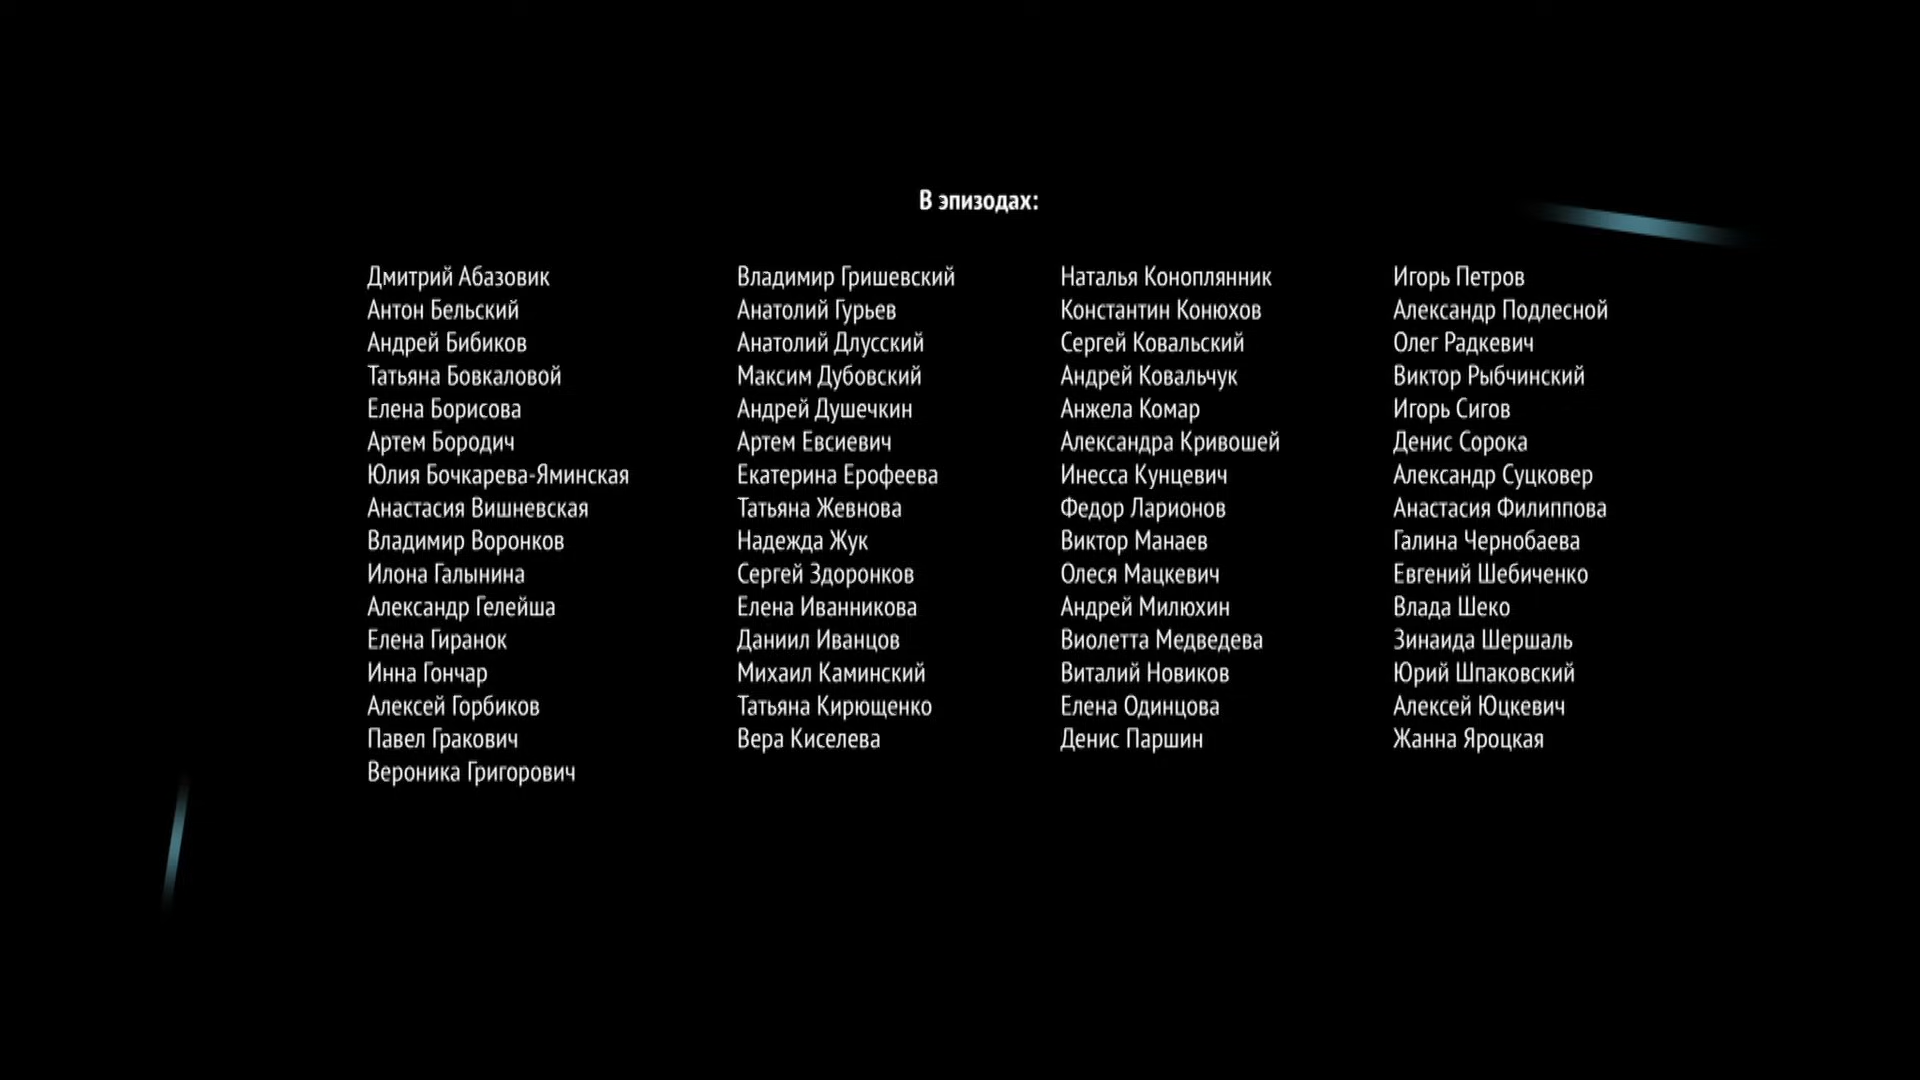 В эпизодах:
Дмитрий Абазовик
Антон Бельский
Андрей Бибиков
Татьяна Бовкаловой
Елена Борисова
Артем Бородич
Юлия Бочкарева-Яминская
Анастасия Вишневская
Владимир Воронков
Илона Галынина
Александр Гелейша
Елена Гиранок
Инна Гончар
Алексей Горбиков
Павел Гракович
Вероника Григорович
Владимир Гришевский
Анатолий Гурьев
Анатолий Длусский
Максим Дубовский
Андрей Душечкин
Артем Евсиевич
Екатерина Ерофеева
Татьяна Жевнова
Надежда Жук
Сергей Здоронков
Елена Иванникова
Даниил Иванцов
Михаил Каминский
Татьяна Кирющенко
Вера Киселева
Наталья Коноплянник
Константин Конюхов
Сергей Ковальский
Андрей Ковальчук
Анжела Комар
Александра Кривошей
Инесса Кунцевич
Федор Ларионов
Виктор Манаев
Олеся Мацкевич
Андрей Милюхин
Виолетта Медведева
Виталий Новиков
Елена Одинцова
Денис Паршин
Игорь Петров
Александр Подлесной
Олег Радкевич
Виктор Рыбчинский
Игорь Сигов
Денис Сорока
Александр Суцковер
Анастасия Филиппова
Галина Чернобаева
Евгений Шебиченко
Влада Шеко
Зинаида Шершаль
Юрий Шпаковский
Алексей Юцкевич
Жанна Яроцкая